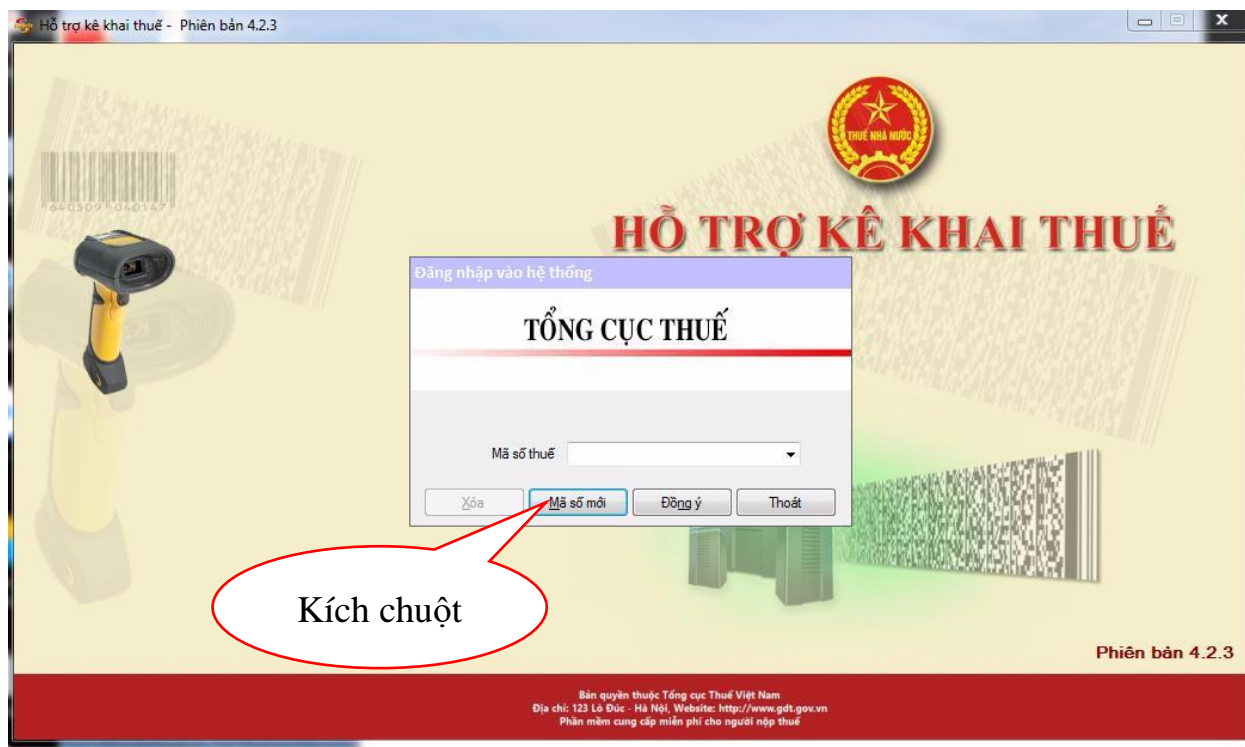 Hỗ trợ kê khai thuế - Phiên bản 4.2.3
THUẾ NHÀ NƯỚC
640509 040147
HỖ TRỢ KÊ KHAI THUẾ
Đăng nhập vào hệ thống
TỔNG CỤC THUẾ
Mã số thuế
Xóa Mã số mới Đồng ý Thoát
Kích chuột
Phiên bản 4.2.3
Bản quyền thuộc Tổng cục Thuế Việt Nam
Địa chỉ: 123 Lò Đúc - Hà Nội, Website: http://www.gdt.gov.vn
Phần mềm cung cấp miễn phí cho người nộp thuế